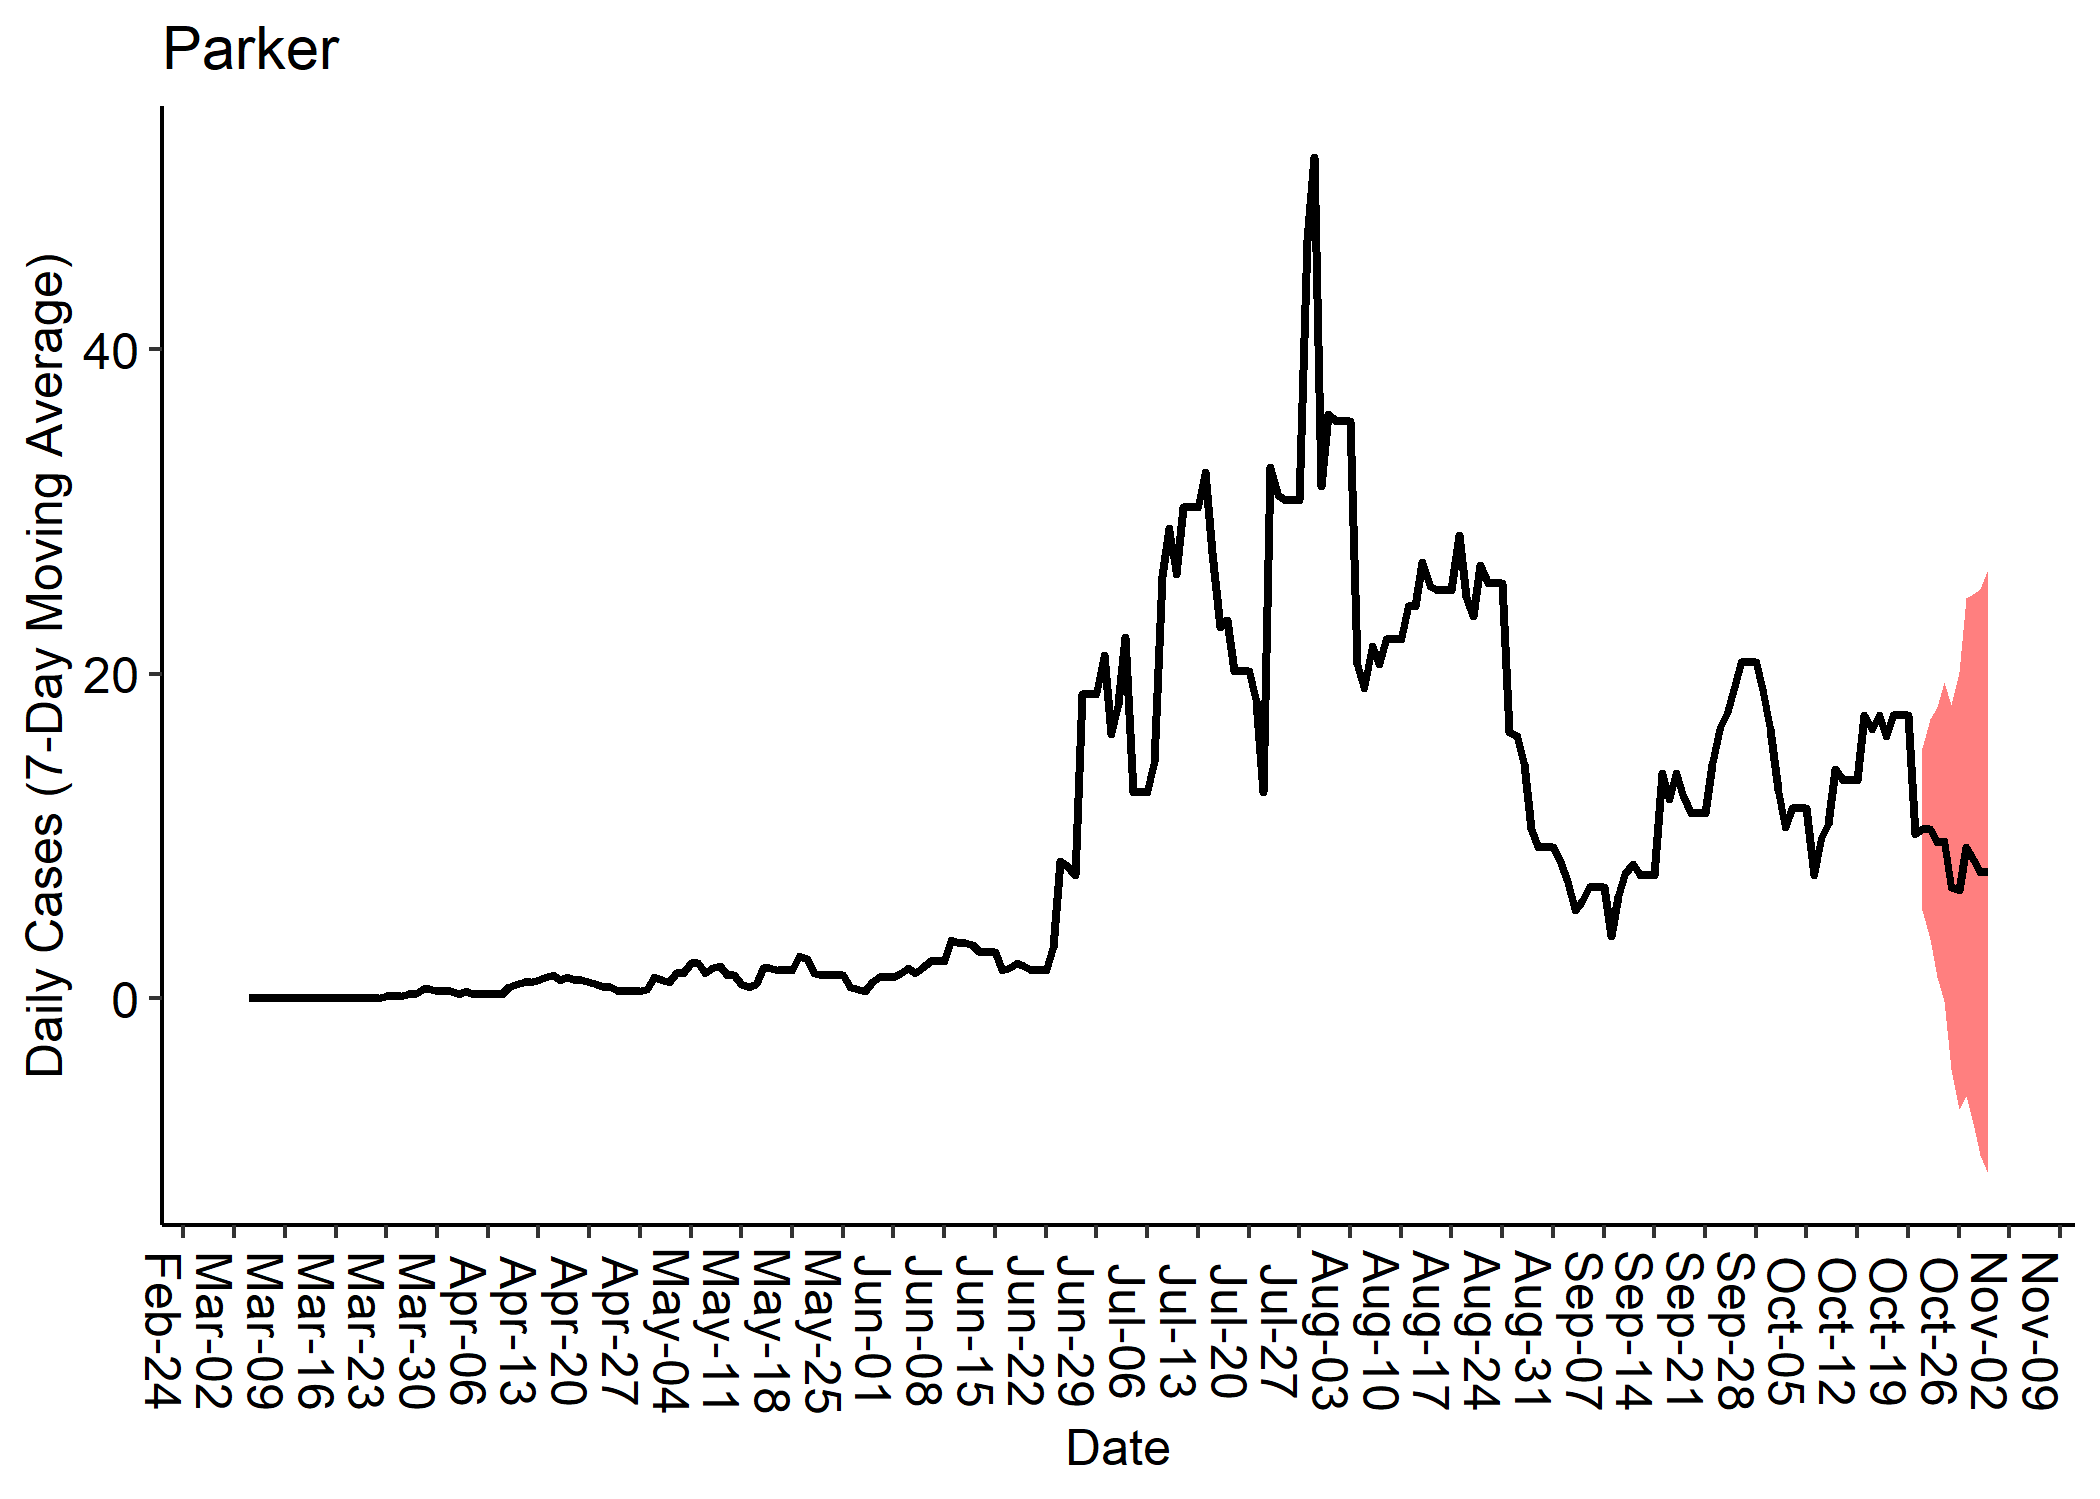 Parker
Daily Cases (7-Day Moving Average)
40
20
0
Feb-24
Mar-02
Mar-09
Mar-16
Mar-23
Mar-30
Apr-06
Apr-13
Apr-20
Apr-27
May-04
May-11
May-18
May-25
Jun-01
Jun-08
Jun-15
Jun-22
Jun-29
Jul-06
Jul-13
Jul-20
Jul-27
Aug-03
Aug-10
Aug-17
Aug-24
Aug-31
Sep-07
Sep-14
Sep-21
Sep-28
Oct-05
Oct-12
Oct-19
Oct-26
Nov-02
Nov-09
Date